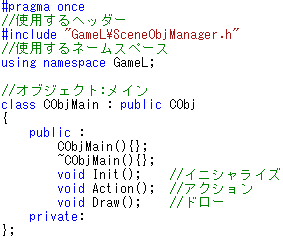 #pragma once
//使用するヘッダー
#include "GameL¥SceneObjManager.h"
//使用するネームスペース
using namespace GameL;

//オブジェクト:メイン
class CObjMain : public CObj
{
    public :
        CObjMain(){};
        ~CObjMain(){};
        void Init();    //イニシャライズ
        void Action();  //アクション
        void Draw();    //ドロー
    private:
};